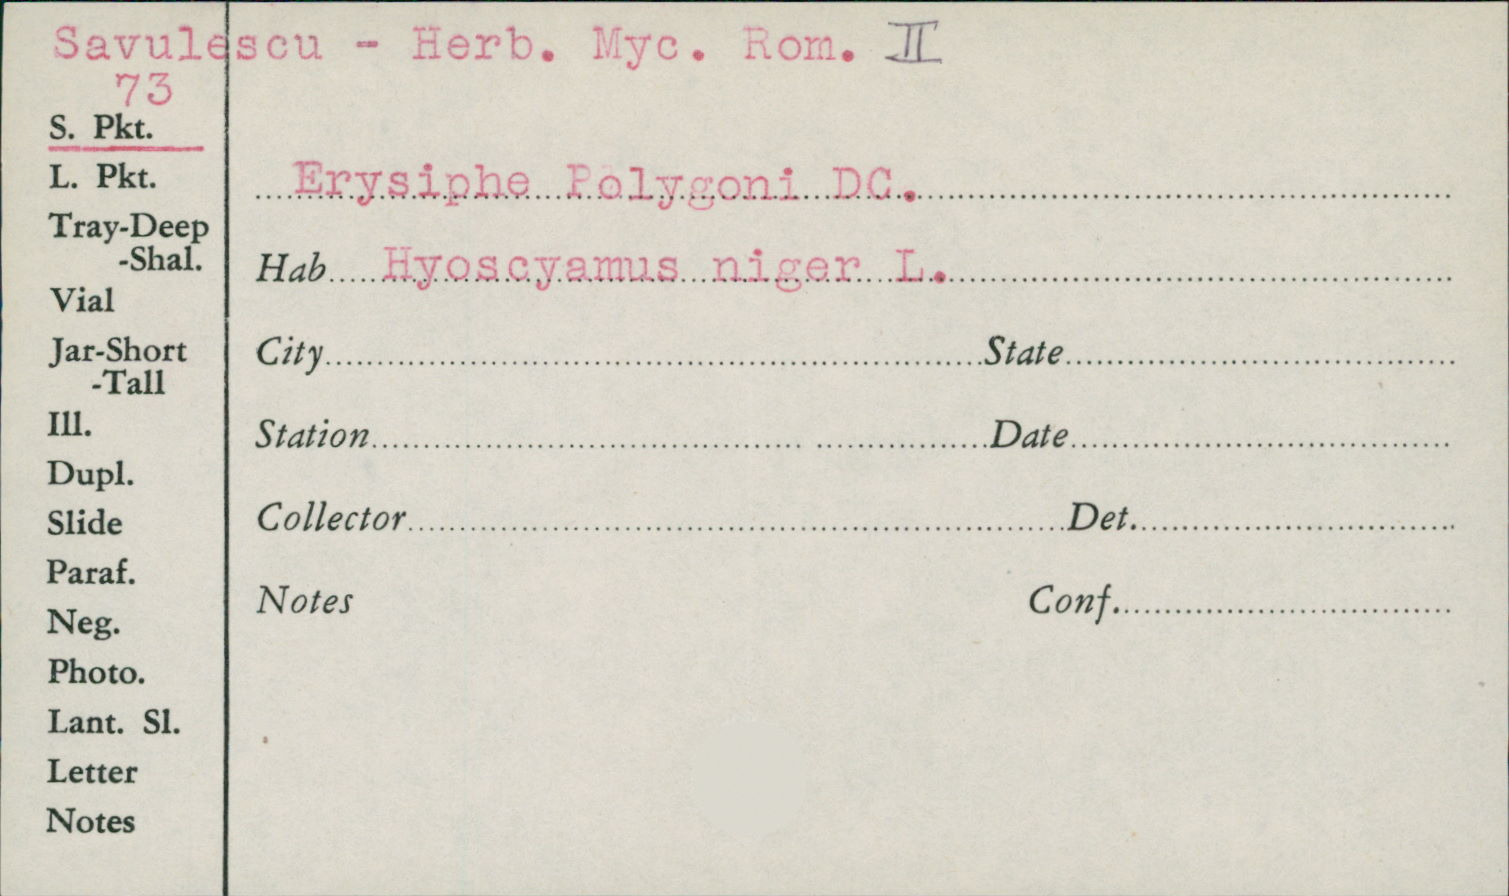 Savulescu - Herb. Myc. Rom. II
73
S. Pkt.
L. Pkt.
Tray-Deep
-Shal.
Vial
Jar-Short
-Tall
Ill.
Dupl.
Slide
Paraf.
Neg.
Photo.
Lant. Sl.
Letter
Notes
Erysiphe Polygoni DC.
Hab Hyoscyamus niger L.
City State
Station Date
Collector Det.
Notes Conf.